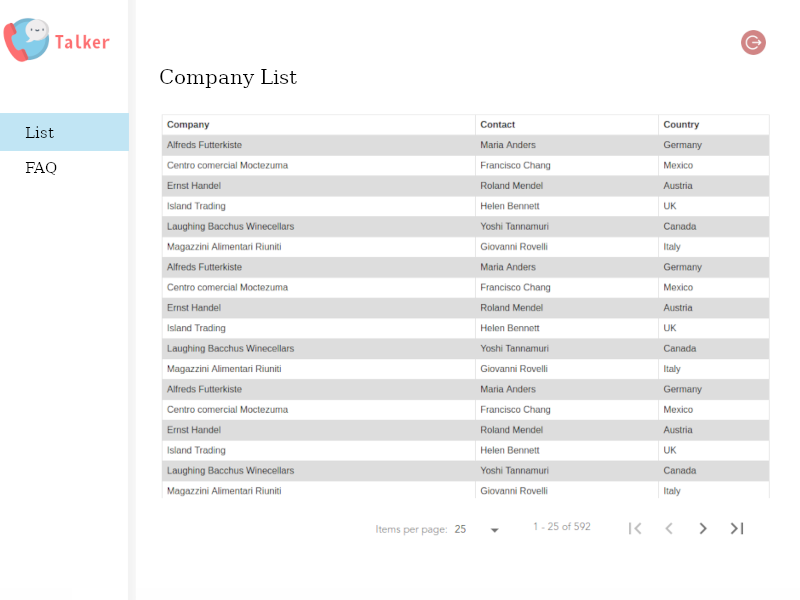 Talker
Company List
List
FAQ
Company Contact Country
Alfreds Futterkiste Maria Anders Germany
Centro comercial Moctezuma Francisco Chang Mexico
Ernst Handel Roland Mendel Austria
Island Trading Helen Bennett UK
Laughing Bacchus Winecellars Yoshi Tannamuri Canada
Magazzini Alimentari Riuniti Giovanni Rovelli Italy
Alfreds Futterkiste Maria Anders Germany
Centro comercial Moctezuma Francisco Chang Mexico
Ernst Handel Roland Mendel Austria
Island Trading Helen Bennett UK
Laughing Bacchus Winecellars Yoshi Tannamuri Canada
Magazzini Alimentari Riuniti Giovanni Rovelli Italy
Alfreds Futterkiste Maria Anders Germany
Centro comercial Moctezuma Francisco Chang Mexico
Ernst Handel Roland Mendel Austria
Island Trading Helen Bennett UK
Laughing Bacchus Winecellars Yoshi Tannamuri Canada
Magazzini Alimentari Riuniti Giovanni Rovelli Italy
Items per page: 25 1 - 25 of 592